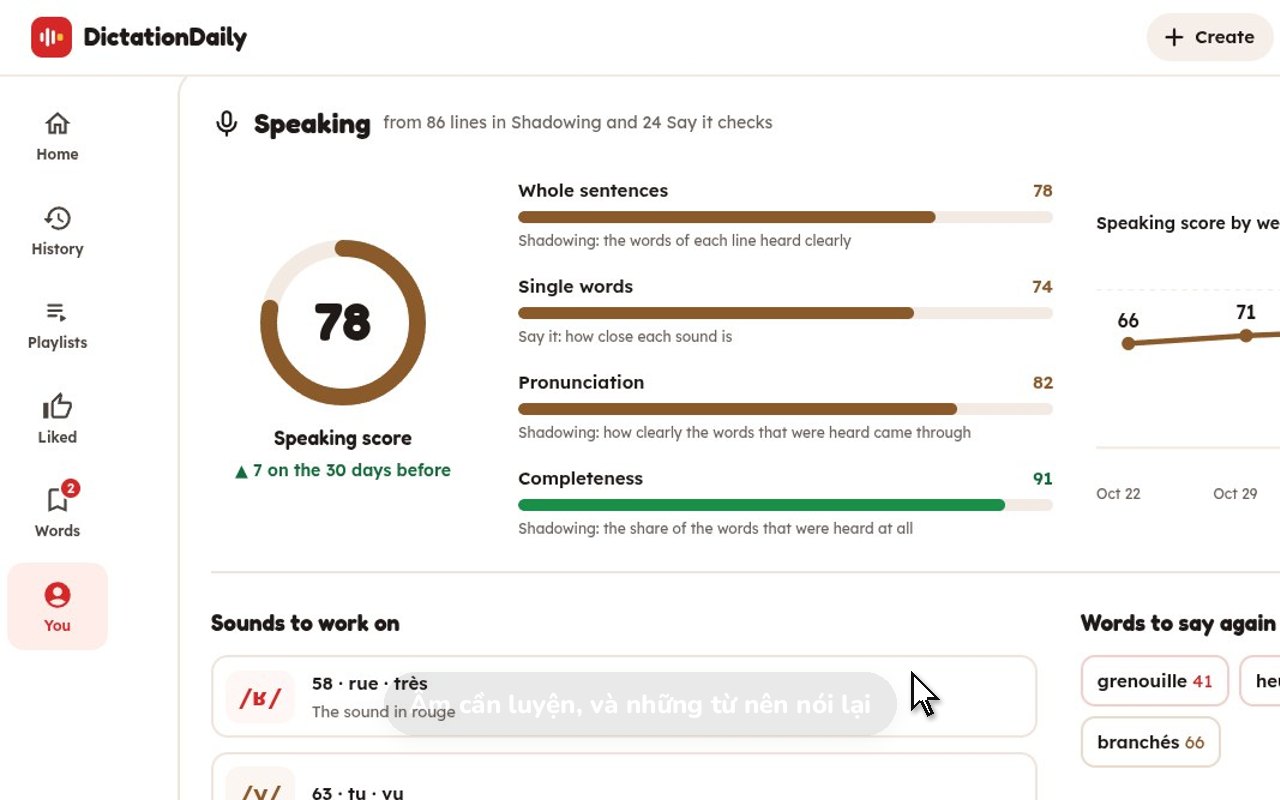 DictationDaily
Create
Home
History
Playlists
Liked
2
Words
You
Speaking from 86 lines in Shadowing and 24 Say it checks
78
Speaking score
▲ 7 on the 30 days before
Whole sentences 78
Shadowing: the words of each line heard clearly
Single words 74
Say it: how close each sound is
Pronunciation 82
Shadowing: how clearly the words that were heard came through
Completeness 91
Shadowing: the share of the words that were heard at all
Speaking score by we
66 71
Oct 22 Oct 29
Sounds to work on
/ʁ/
58 · rue · très
The sound in rouge
Âm cần luyện, và những từ nên nói lại
/y/
63 · tu · vu
Words to say again
grenouille 41
heu
branchés 66